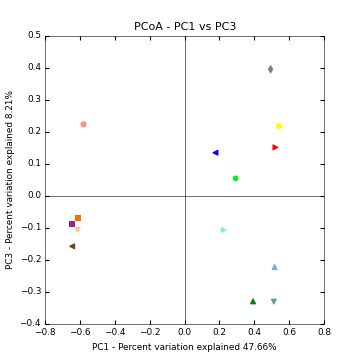 PCoA - PC1 vs PC3
0.5
0.4
0.3
0.2
0.1
0.0
−0.1
−0.2
−0.3
−0.4
PC3 - Percent variation explained 8.21%
−0.8 −0.6 −0.4 −0.2 0.0 0.2 0.4 0.6 0.8
PC1 - Percent variation explained 47.66%